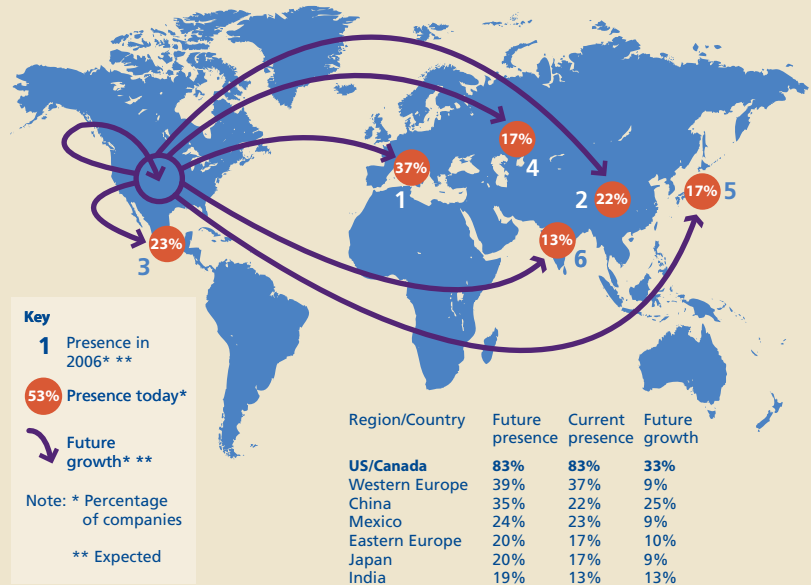 17%
4
37%
1
2
22%
17%
5
23%
3
13%
6
Key
1 Presence in
2006* **
53% Presence today*
Future
growth* **
Note: * Percentage
of companies
** Expected
Region/Country Future Current Future
presence presence growth
US/Canada 83% 83% 33%
Western Europe 39% 37% 9%
China 35% 22% 25%
Mexico 24% 23% 9%
Eastern Europe 20% 17% 10%
Japan 20% 17% 9%
India 19% 13% 13%